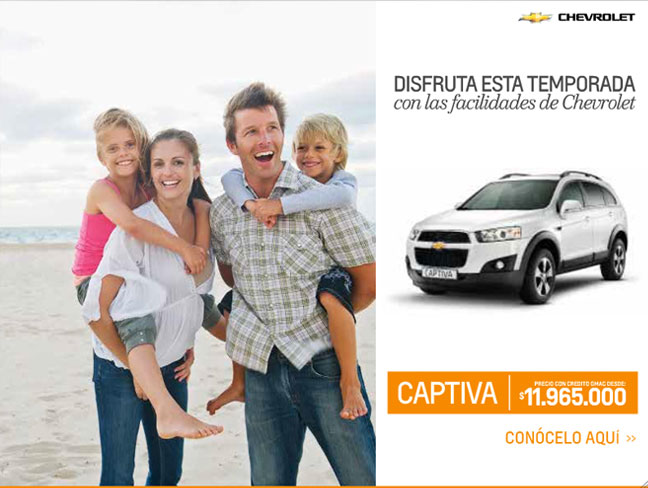 CHEVROLET
DISFRUTA ESTA TEMPORADA
con las facilidades de Chevrolet
CAPTIVA
CAPTIVA
PRECIO CON CREDITO GMAC DESDE:
$11.965.000
CONÓCELO AQUÍ >>